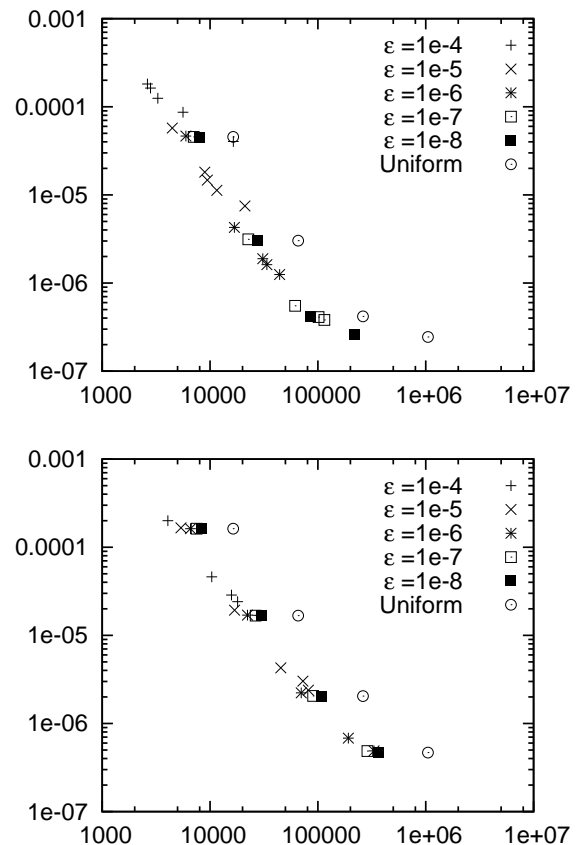 0.001
0.0001
1e-05
1e-06
1e-07
1000
10000
100000
1e+06
1e+07
ε =1e-4
ε =1e-5
ε =1e-6
ε =1e-7
ε =1e-8
Uniform
0.001
0.0001
1e-05
1e-06
1e-07
1000
10000
100000
1e+06
1e+07
ε =1e-4
ε =1e-5
ε =1e-6
ε =1e-7
ε =1e-8
Uniform